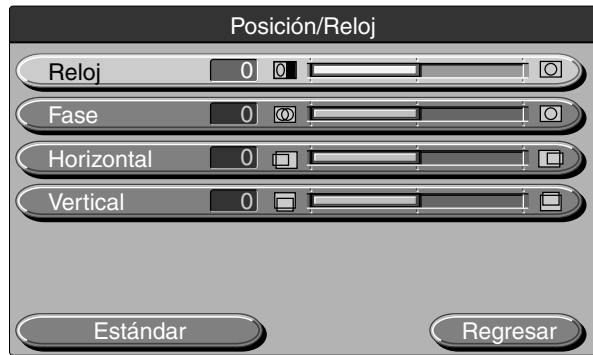 Posición/Reloj
Reloj 0
Fase 0
Horizontal 0
Vertical 0
Estándar Regresar